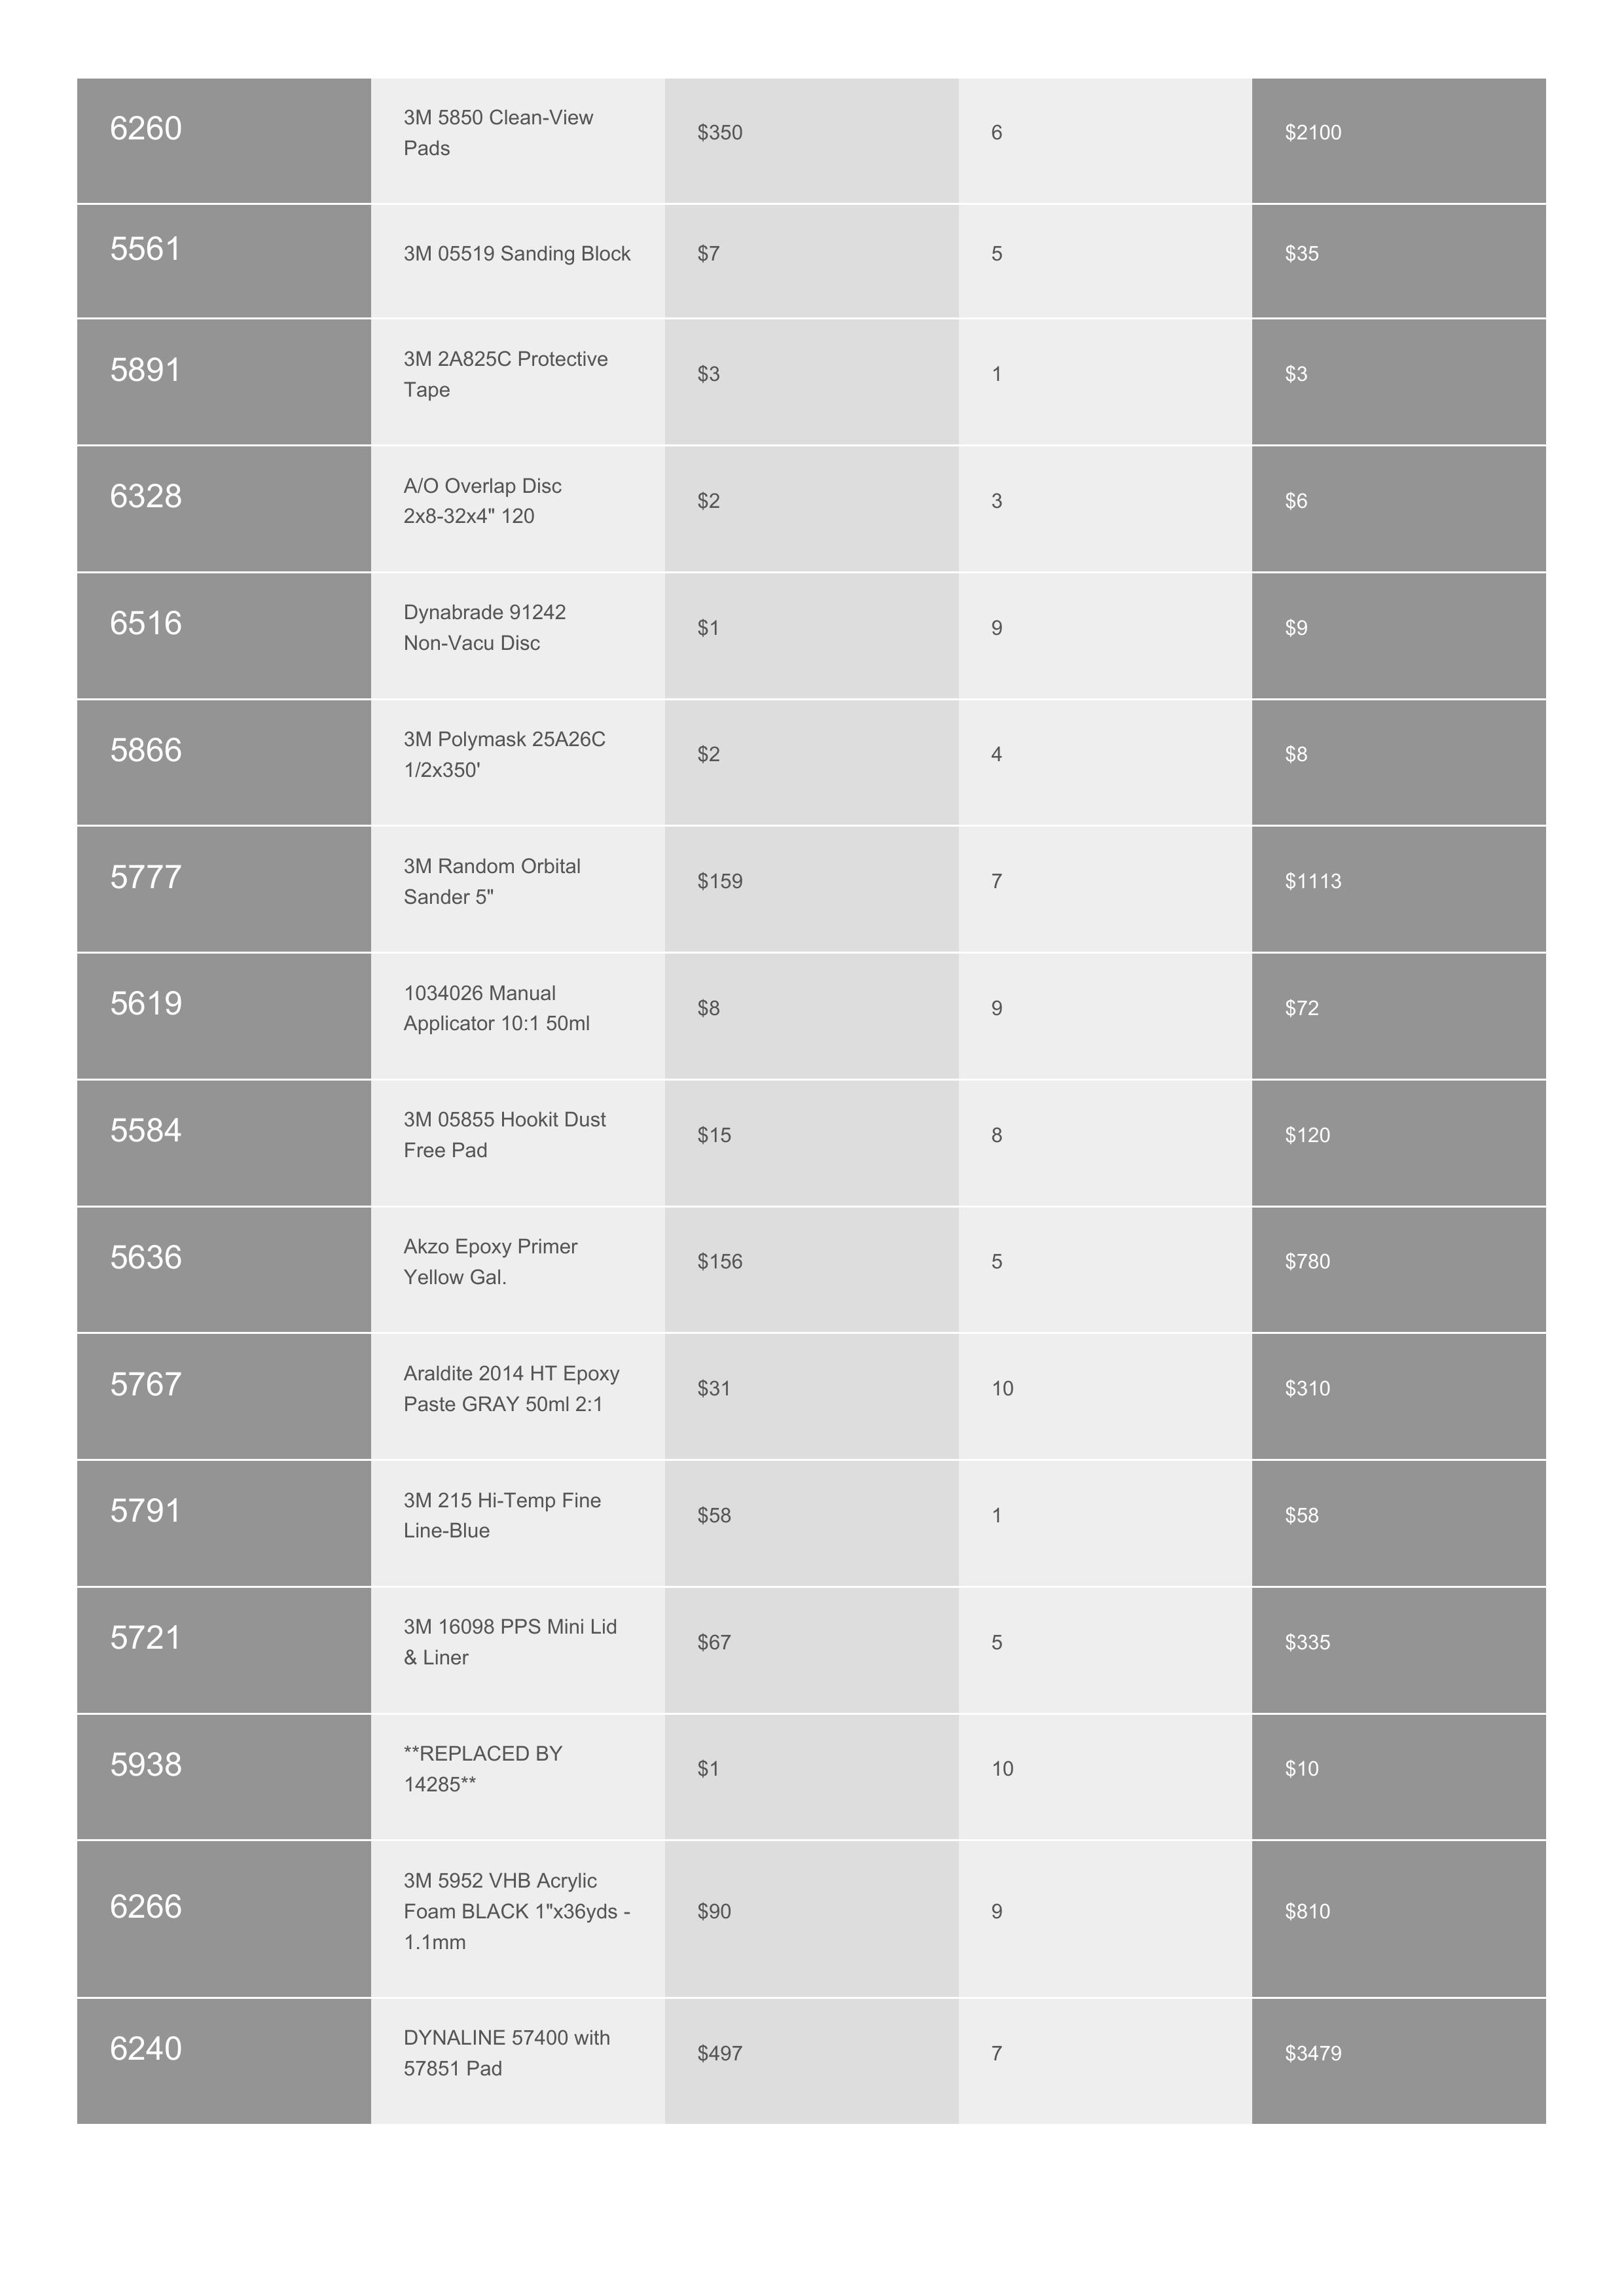 6260
3M 5850 Clean-View
Pads
$350
6
$2100
5561
3M 05519 Sanding Block
$7
5
$35
5891
3M 2A825C Protective
Tape
$3
1
$3
6328
A/O Overlap Disc
2x8-32x4" 120
$2
3
$6
6516
Dynabrade 91242
Non-Vacu Disc
$1
9
$9
5866
3M Polymask 25A26C
1/2x350'
$2
4
$8
5777
3M Random Orbital
Sander 5"
$159
7
$1113
5619
1034026 Manual
Applicator 10:1 50ml
$8
9
$72
5584
3M 05855 Hookit Dust
Free Pad
$15
8
$120
5636
Akzo Epoxy Primer
Yellow Gal.
$156
5
$780
5767
Araldite 2014 HT Epoxy
Paste GRAY 50ml 2:1
$31
10
$310
5791
3M 215 Hi-Temp Fine
Line-Blue
$58
1
$58
5721
3M 16098 PPS Mini Lid
& Liner
$67
5
$335
5938
**REPLACED BY
14285**
$1
10
$10
6266
3M 5952 VHB Acrylic
Foam BLACK 1"x36yds -
1.1mm
$90
9
$810
6240
DYNALINE 57400 with
57851 Pad
$497
7
$3479